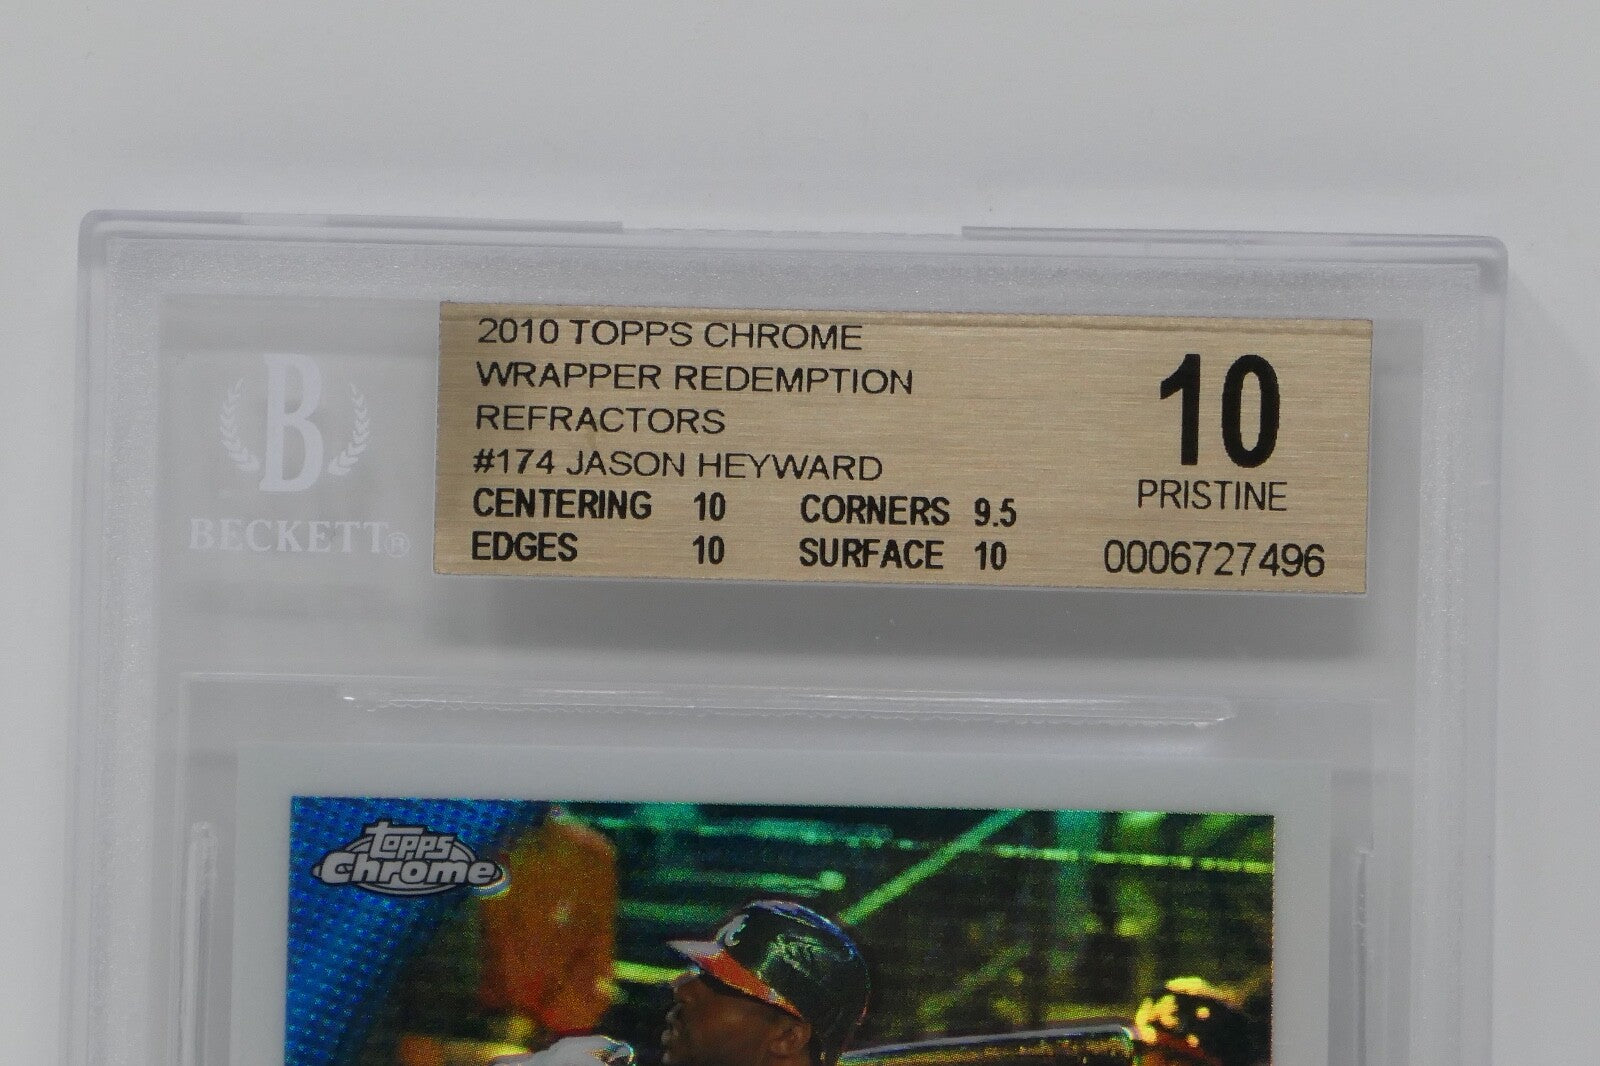 2010 TOPPS CHROME
WRAPPER REDEMPTION
REFRACTORS
#174 JASON HEYWARD
CENTERING 10 CORNERS 9.5
EDGES 10 SURFACE 10
10
PRISTINE
0006727496
B
BECKETT®
Topps
Chrome